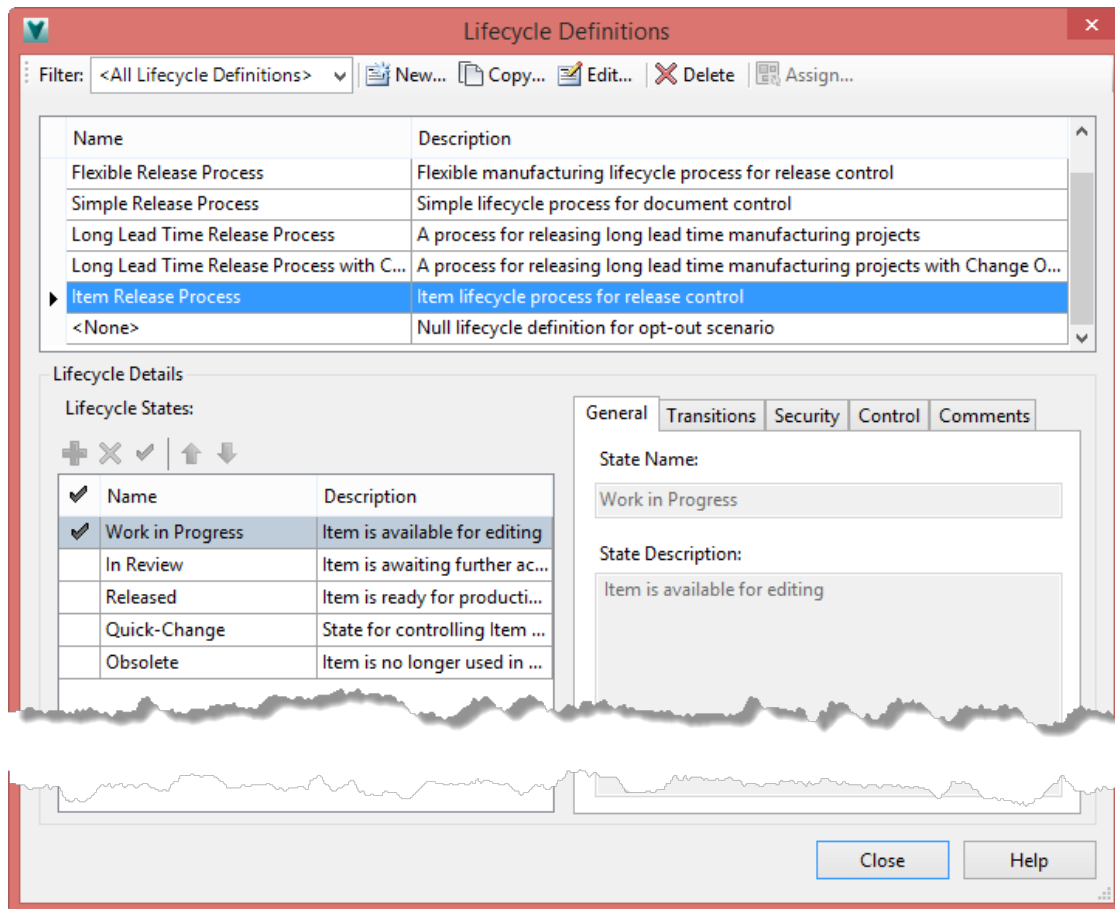 Lifecycle Definitions
Filter: <All Lifecycle Definitions> New... Copy... Edit... Delete Assign...
Name Description
Flexible Release Process Flexible manufacturing lifecycle process for release control
Simple Release Process Simple lifecycle process for document control
Long Lead Time Release Process A process for releasing long lead time manufacturing projects
Long Lead Time Release Process with C... A process for releasing long lead time manufacturing projects with Change O...
Item Release Process Item lifecycle process for release control
<None> Null lifecycle definition for opt-out scenario
Lifecycle Details
Lifecycle States:
Name Description
Work in Progress Item is available for editing
In Review Item is awaiting further ac...
Released Item is ready for producti...
Quick-Change State for controlling Item ...
Obsolete Item is no longer used in ...
General Transitions Security Control Comments
State Name:
Work in Progress
State Description:
Item is available for editing
Close Help